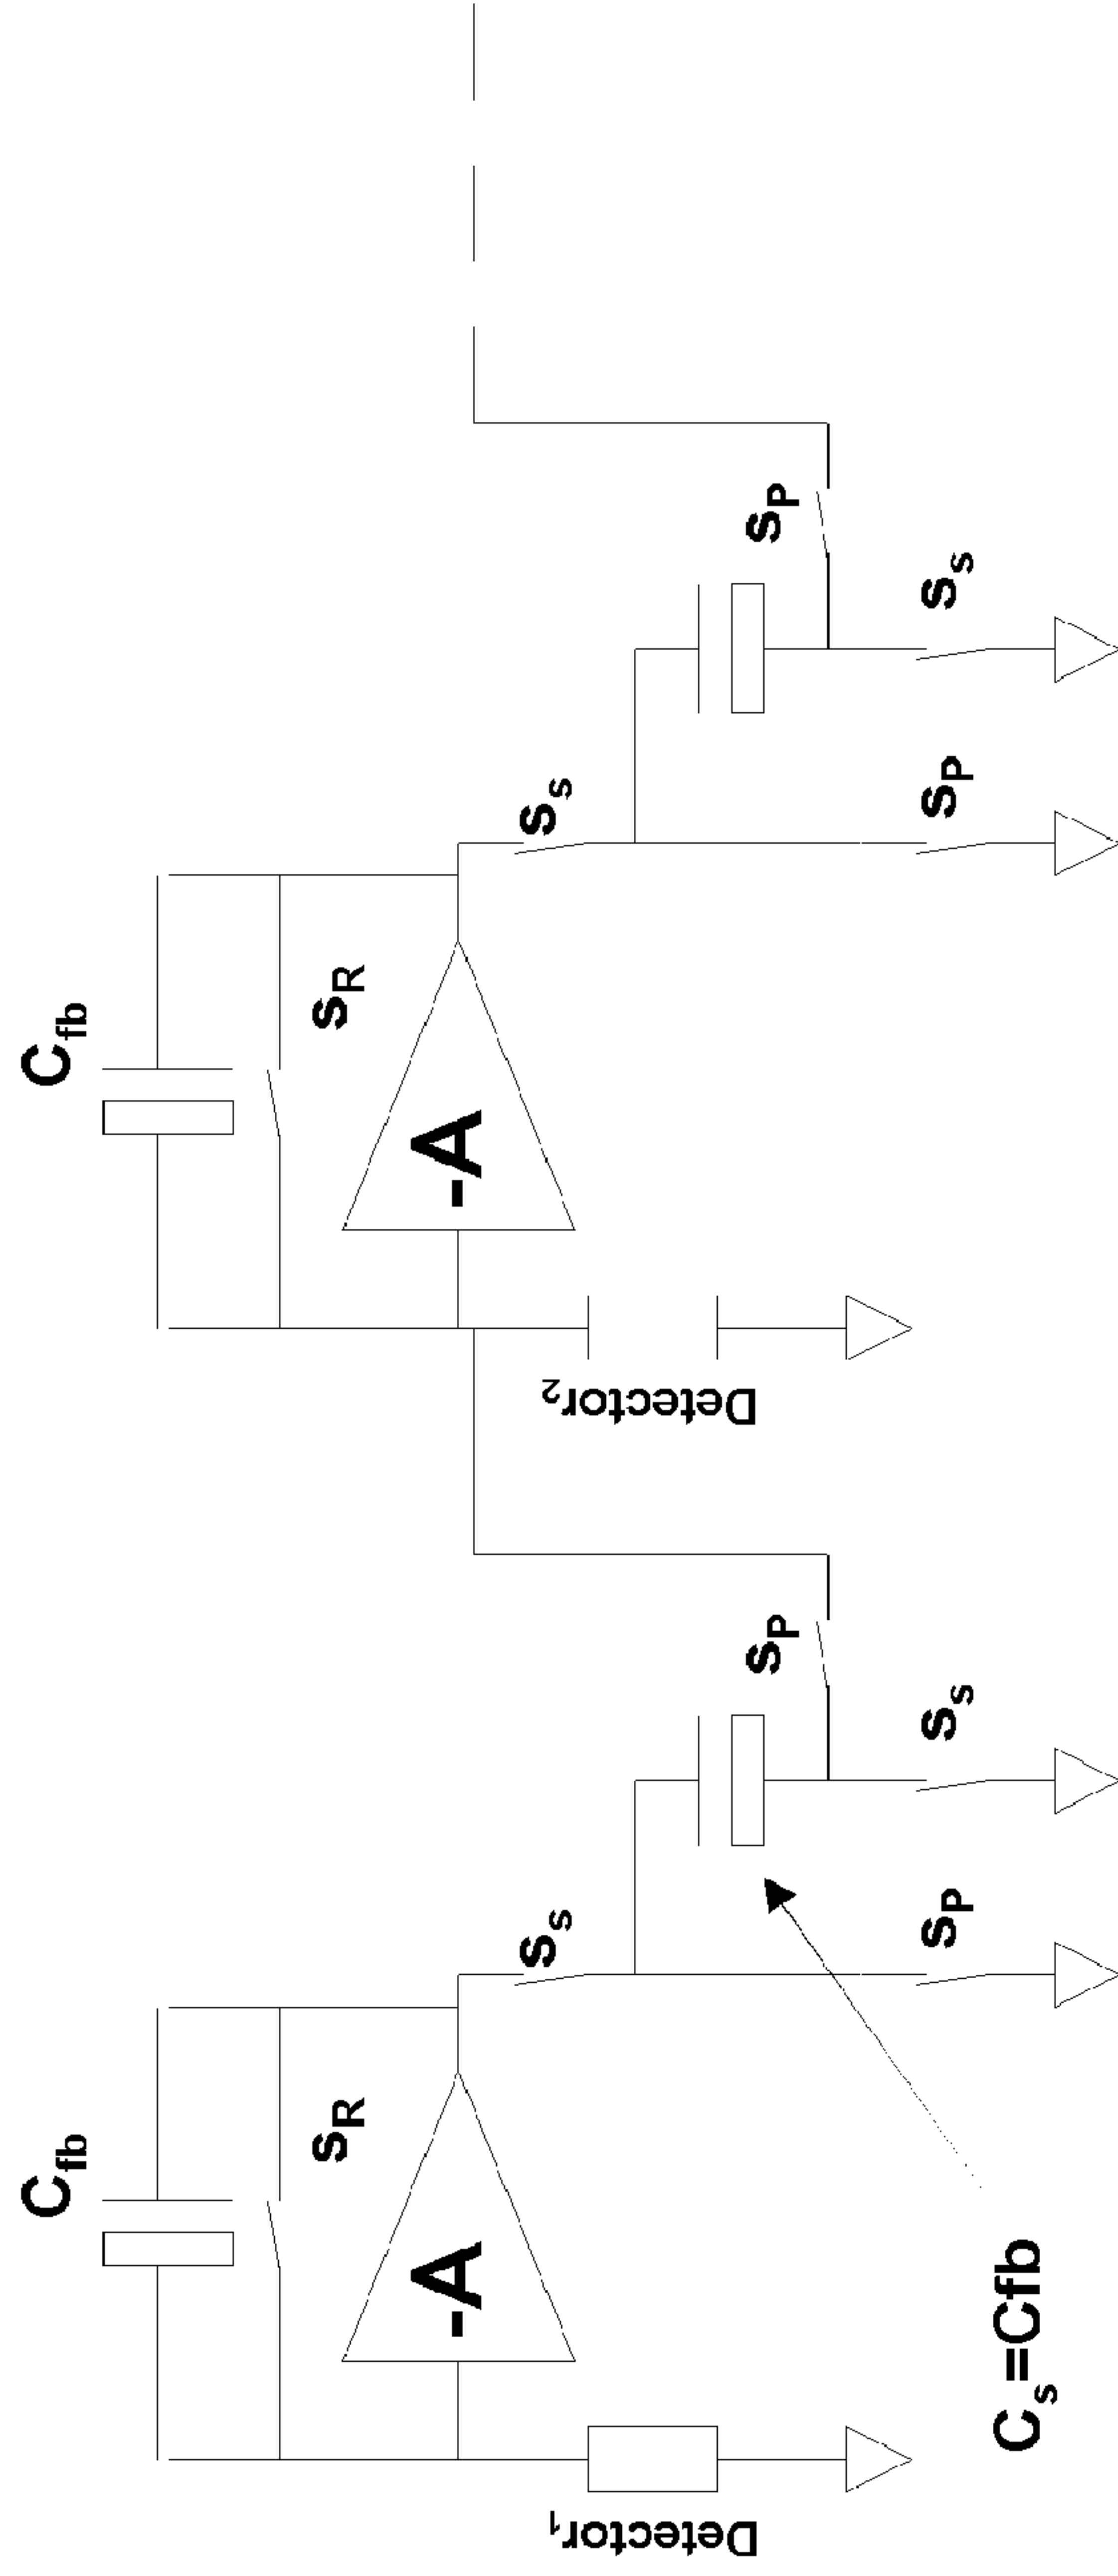 Cfb
Cfb
SR
SR
-A
-A
Ss
Ss
Detector1
Detector2
SP
SP
SP
Ss
SP
Ss
Cs=Cfb